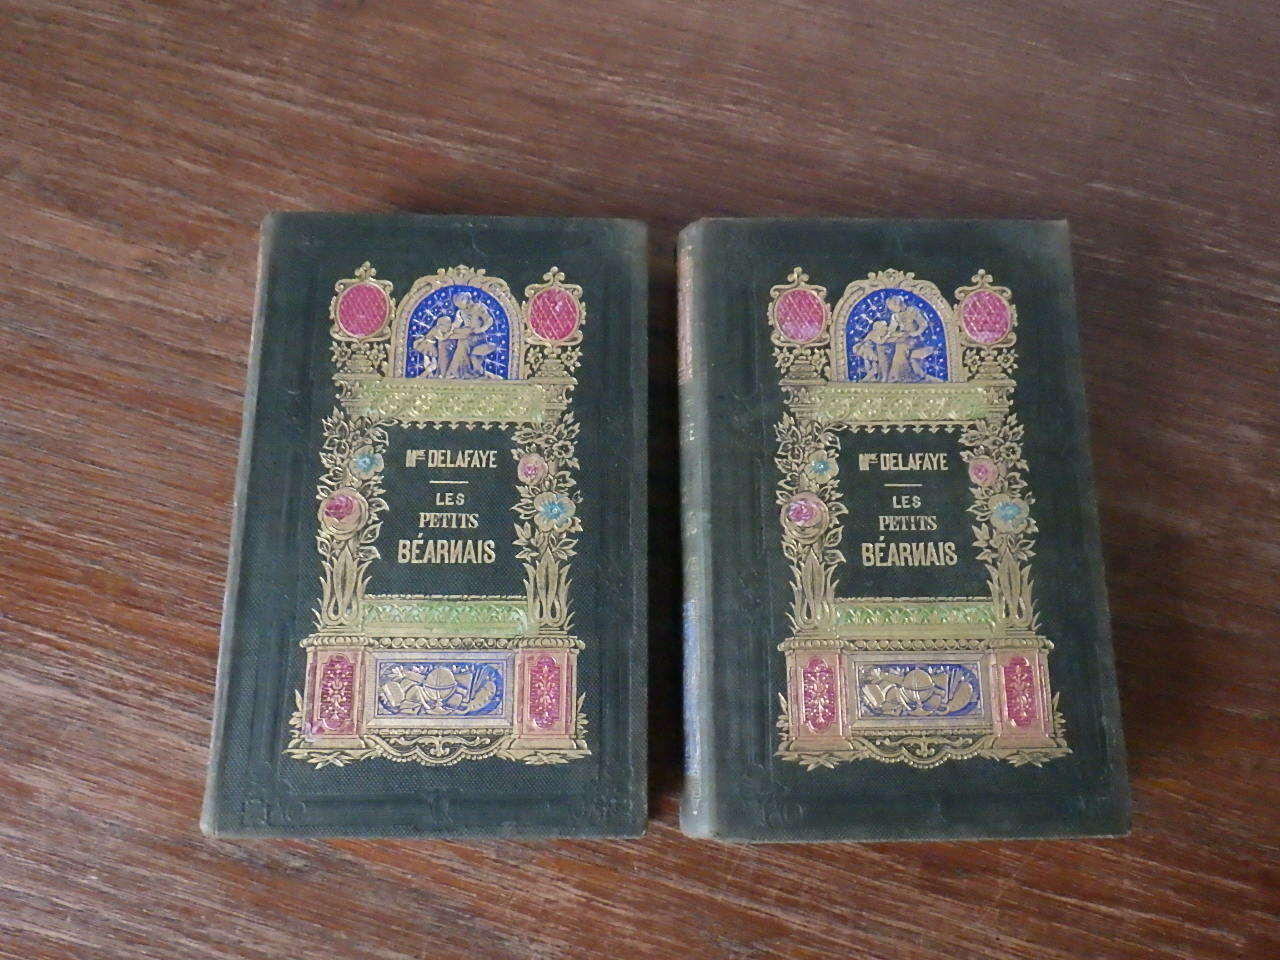 Mme DELAFAYE
LES
PETITS
BÉARNAIS
Mme DELAFAYE
LES
PETITS
BÉARNAIS